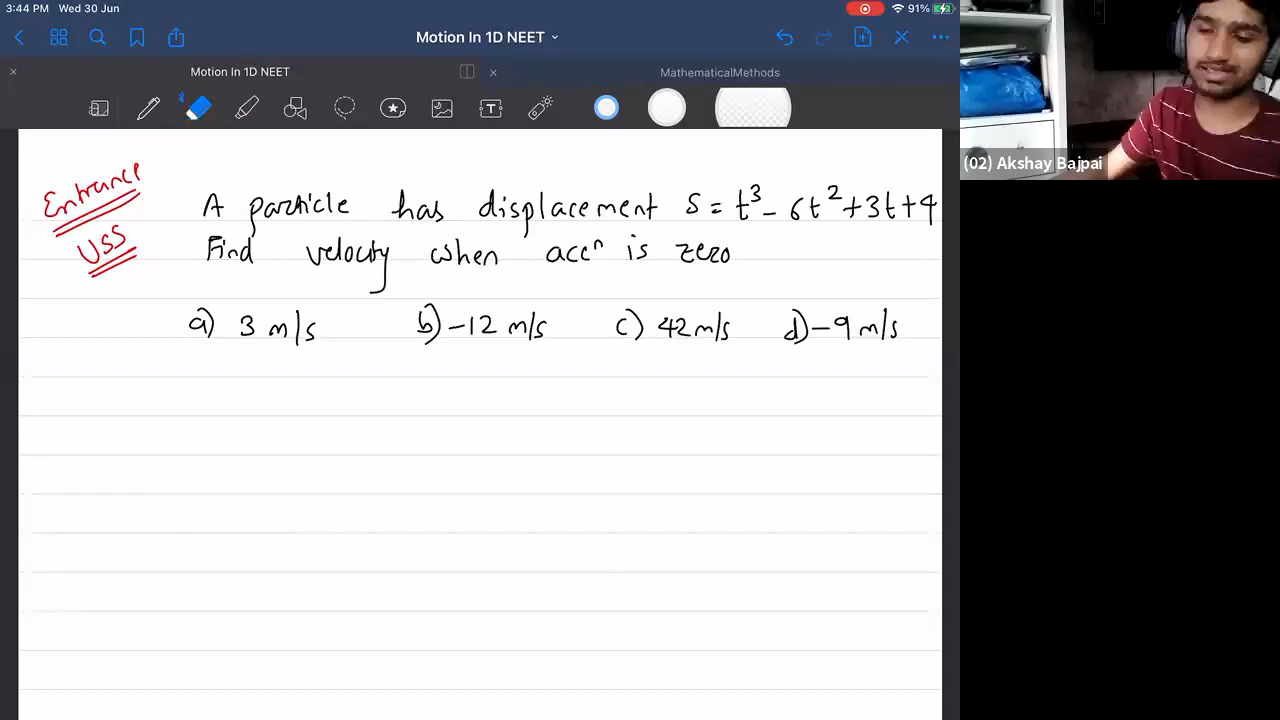 3:44 PM Wed 30 Jun
91%
Motion In 1D NEET
Motion In 1D NEET
MathematicalMethods
T
(02) Akshay Bajpai
Entrance
USS
A particle has displacement S = t³ - 6t² + 3t + 4
Find velocity when accⁿ is zero
a) 3 m/s b) -12 m/s c) 42 m/s d) -9 m/s